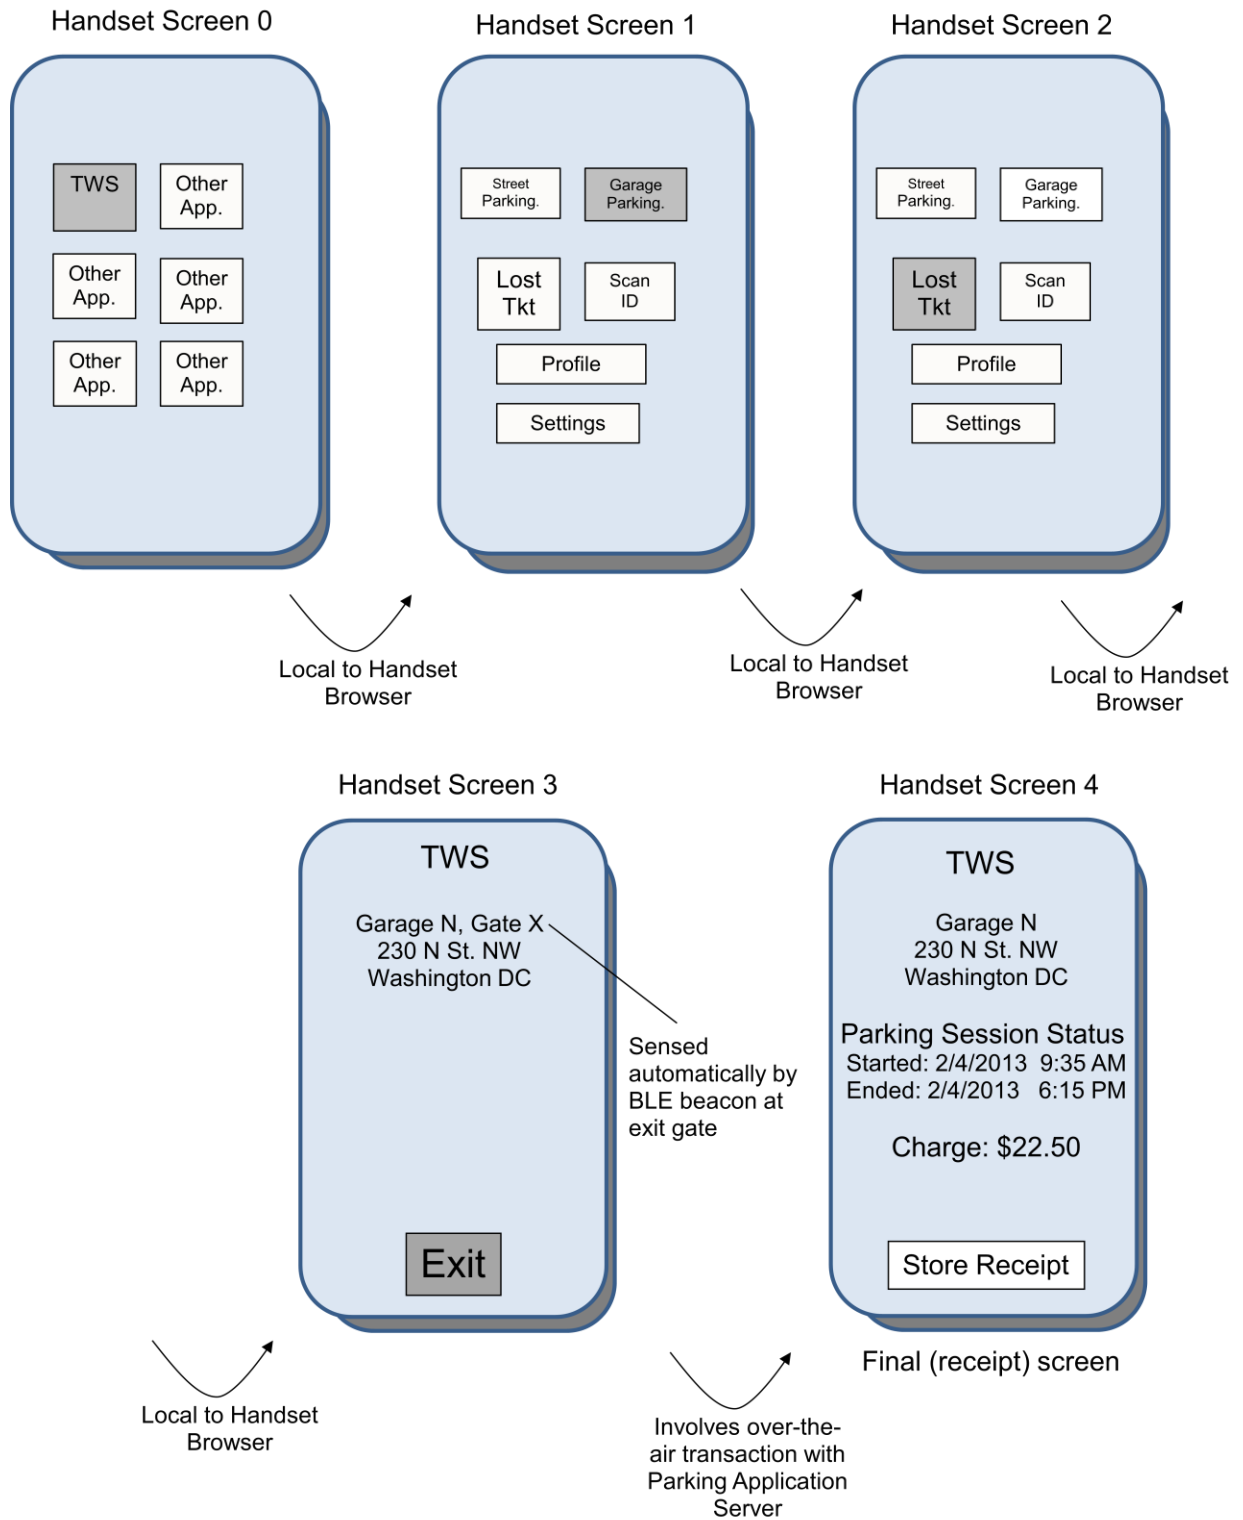 Handset Screen 0
Handset Screen 1
Handset Screen 2
TWS
Other
App.
Other
App.
Other
App.
Other
App.
Other
App.
Street
Parking.
Garage
Parking.
Lost
Tkt
Scan
ID
Profile
Settings
Street
Parking.
Garage
Parking.
Lost
Tkt
Scan
ID
Profile
Settings
Local to Handset
Browser
Local to Handset
Browser
Local to Handset
Browser
Handset Screen 3
TWS
Garage N, Gate X
230 N St. NW
Washington DC
Sensed
automatically by
BLE beacon at
exit gate
Exit
Handset Screen 4
TWS
Garage N
230 N St. NW
Washington DC
Parking Session Status
Started: 2/4/2013 9:35 AM
Ended: 2/4/2013 6:15 PM
Charge: $22.50
Store Receipt
Final (receipt) screen
Local to Handset
Browser
Involves over-the-
air transaction with
Parking Application
Server